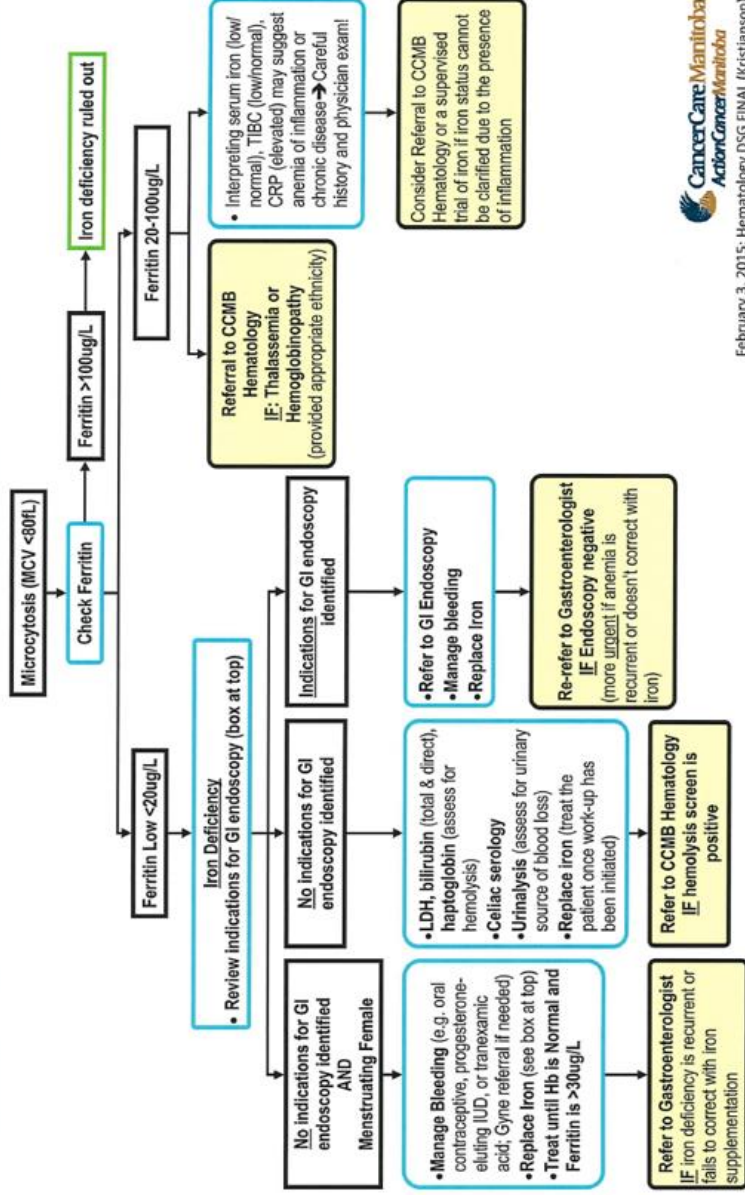 Microcytosis (MCV <80fL)
Check Ferritin
Ferritin >100ug/L
Iron deficiency ruled out
Ferritin Low <20ug/L
Ferritin 20-100ug/L
Iron Deficiency
• Review indications for GI endoscopy (box at top)
No indications for GI
endoscopy identified
AND
Menstruating Female
No indications for GI
endoscopy identified
Indications for GI endoscopy
identified
Referral to CCMB
Hematology
IF: Thalassemia or
Hemoglobinopathy
(provided appropriate ethnicity)
• Interpreting serum iron (low/
normal), TIBC (low/normal),
CRP (elevated) may suggest
anemia of inflammation or
chronic disease➔Careful
history and physician exam!
•Manage Bleeding (e.g. oral
contraceptive, progesterone-
eluting IUD, or tranexamic
acid; Gyne referral if needed)
•Replace Iron (see box at top)
•Treat until Hb is Normal and
Ferritin is >30ug/L
•LDH, bilirubin (total & direct),
haptoglobin (assess for
hemolysis)
•Celiac serology
•Urinalysis (assess for urinary
source of blood loss)
•Replace iron (treat the
patient once work-up has
been initiated)
•Refer to GI Endoscopy
•Manage bleeding
•Replace Iron
Consider Referral to CCMB
Hematology or a supervised
trial of iron if iron status cannot
be clarified due to the presence
of inflammation
Refer to Gastroenterologist
IF iron deficiency is recurrent or
fails to correct with iron
supplementation
Refer to CCMB Hematology
IF hemolysis screen is
positive
Re-refer to Gastroenterologist
IF Endoscopy negative
(more urgent if anemia is
recurrent or doesn't correct with
iron)
CancerCare Manitoba
ActionCancerManitoba
February 3, 2015: Hematology DSG FINAL (Kristjanson)